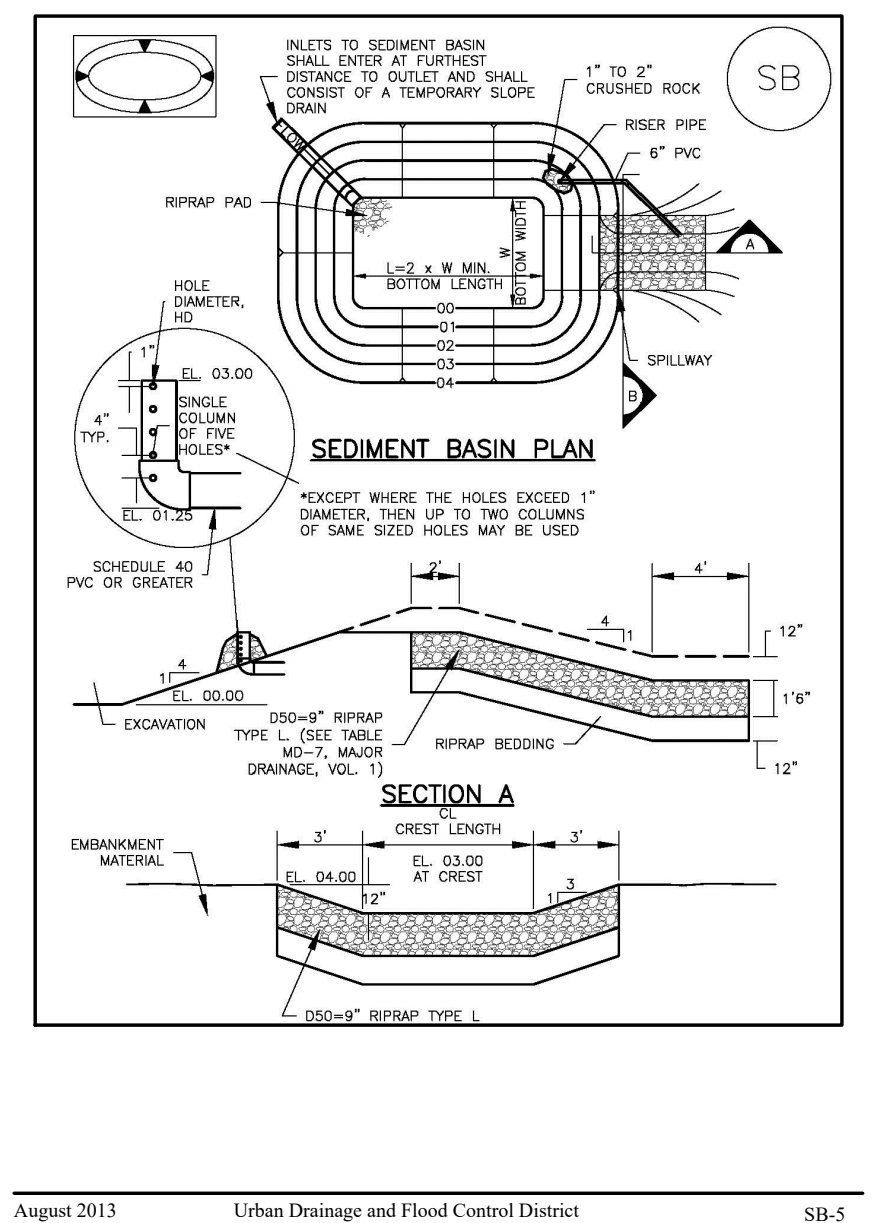 INLETS TO SEDIMENT BASIN
SHALL ENTER AT FURTHEST
DISTANCE TO OUTLET AND SHALL
CONSIST OF A TEMPORARY SLOPE
DRAIN
1" TO 2"
CRUSHED ROCK
SB
RISER PIPE
6" PVC
FLOW
RIPRAP PAD
W
BOTTOM WIDTH
A
L=2 x W MIN.
BOTTOM LENGTH
00
01
02
03
04
SPILLWAY
B
HOLE
DIAMETER,
HD
1"
EL. 03.00
4"
TYP.
SINGLE
COLUMN
OF FIVE
HOLES*
EL. 01.25
SEDIMENT BASIN PLAN
*EXCEPT WHERE THE HOLES EXCEED 1"
DIAMETER, THEN UP TO TWO COLUMNS
OF SAME SIZED HOLES MAY BE USED
SCHEDULE 40
PVC OR GREATER
2'
4'
4
1
12"
4
1
EL. 00.00
1'6"
EXCAVATION
D50=9" RIPRAP
TYPE L. (SEE TABLE
MD-7, MAJOR
DRAINAGE, VOL. 1)
RIPRAP BEDDING
12"
SECTION A
CL
CREST LENGTH
3'
3'
EMBANKMENT
MATERIAL
EL. 04.00
EL. 03.00
AT CREST
12"
3
1
D50=9" RIPRAP TYPE L
August 2013 Urban Drainage and Flood Control District SB-5